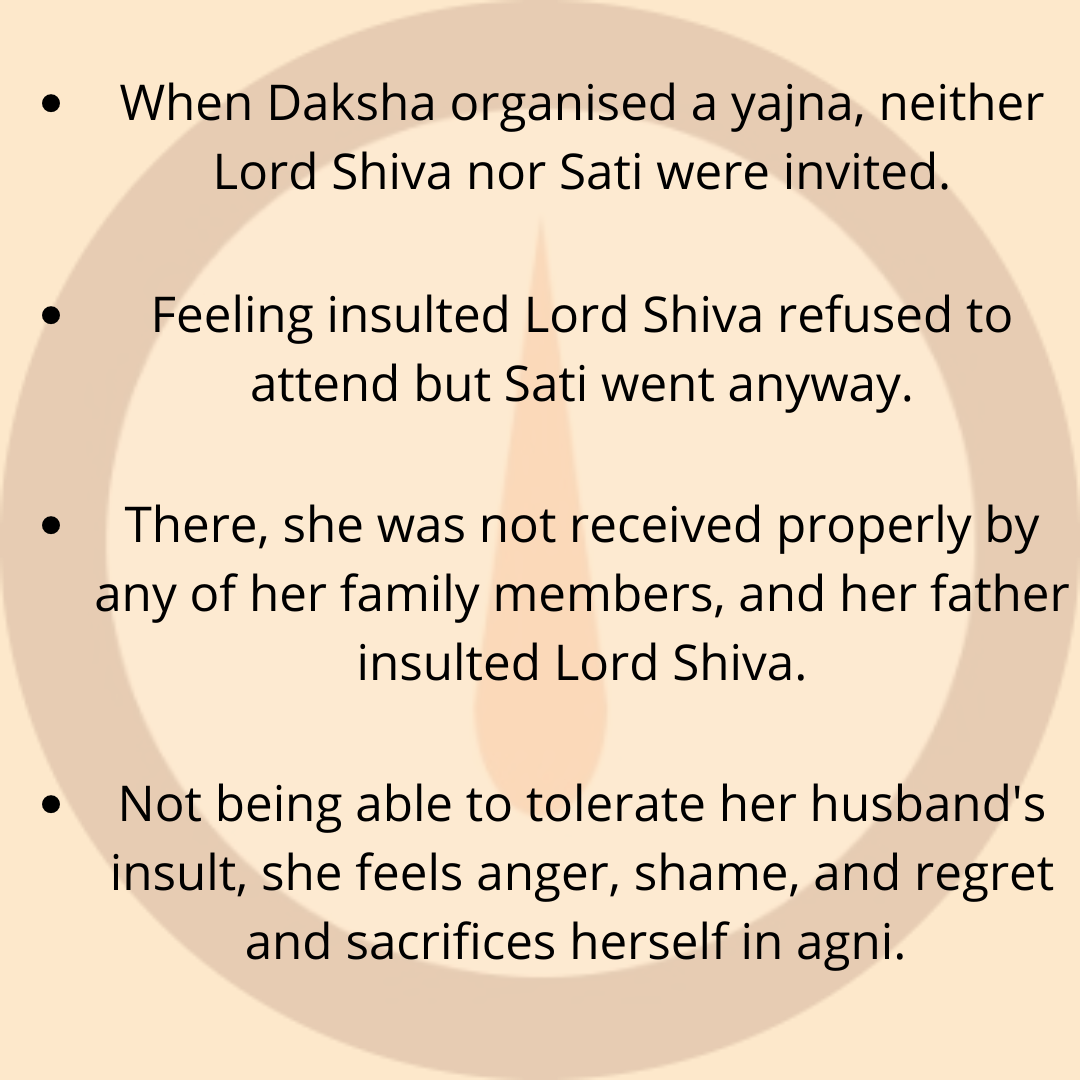 • When Daksha organised a yajna, neither
Lord Shiva nor Sati were invited.
• Feeling insulted Lord Shiva refused to
attend but Sati went anyway.
• There, she was not received properly by
any of her family members, and her father
insulted Lord Shiva.
• Not being able to tolerate her husband's
insult, she feels anger, shame, and regret
and sacrifices herself in agni.